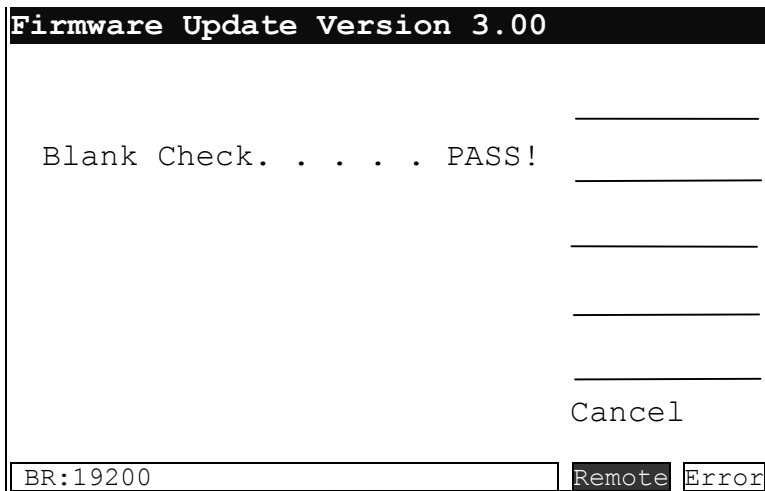 Firmware Update Version 3.00
Blank Check. . . . . PASS!
Cancel
BR:19200 Remote Error